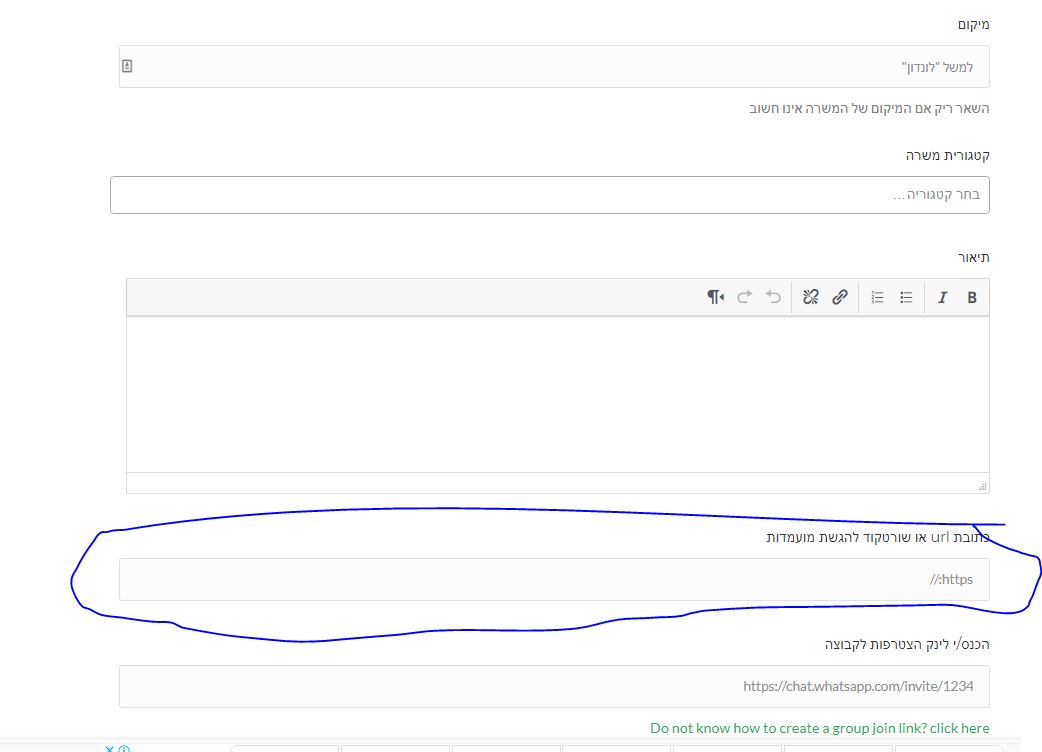 מיקום
למשל "לונדון"
השאר ריק אם המיקום של המשרה אינו חשוב
קטגורית משרה
בחר קטגוריה...
תיאור
B I
כתובת url או שורטקוד להגשת מועמדות
https://
הכנס/י לינק הצטרפות לקבוצה
https://chat.whatsapp.com/invite/1234
Do not know how to create a group join link? click here